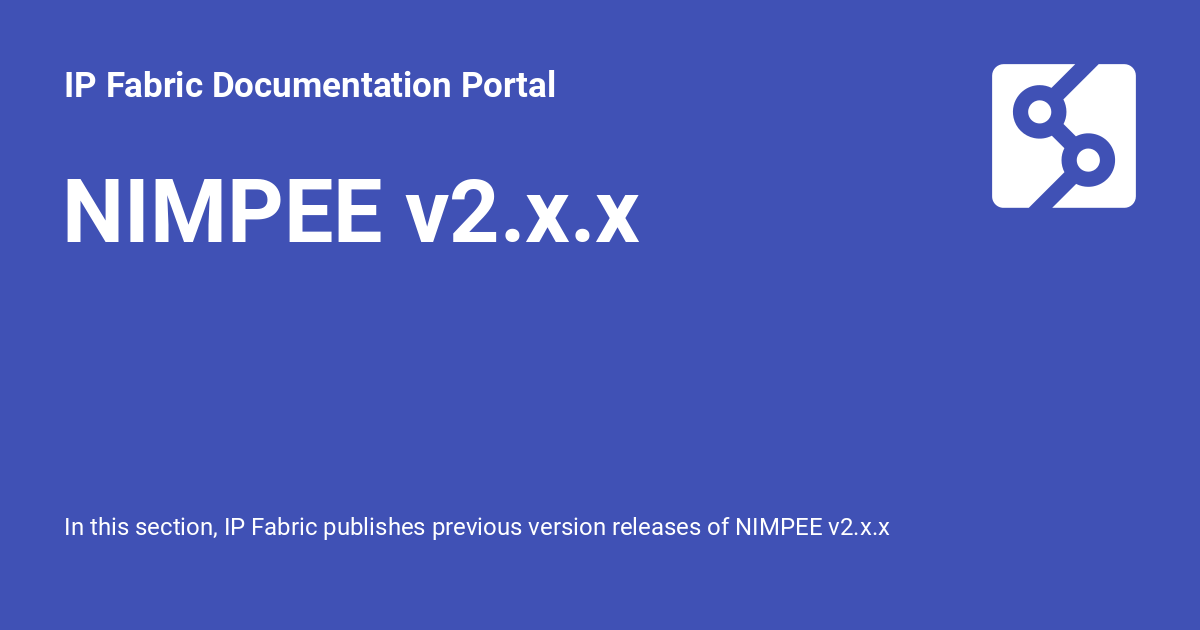 IP Fabric Documentation Portal
NIMPEE v2.x.x
In this section, IP Fabric publishes previous version releases of NIMPEE v2.x.x